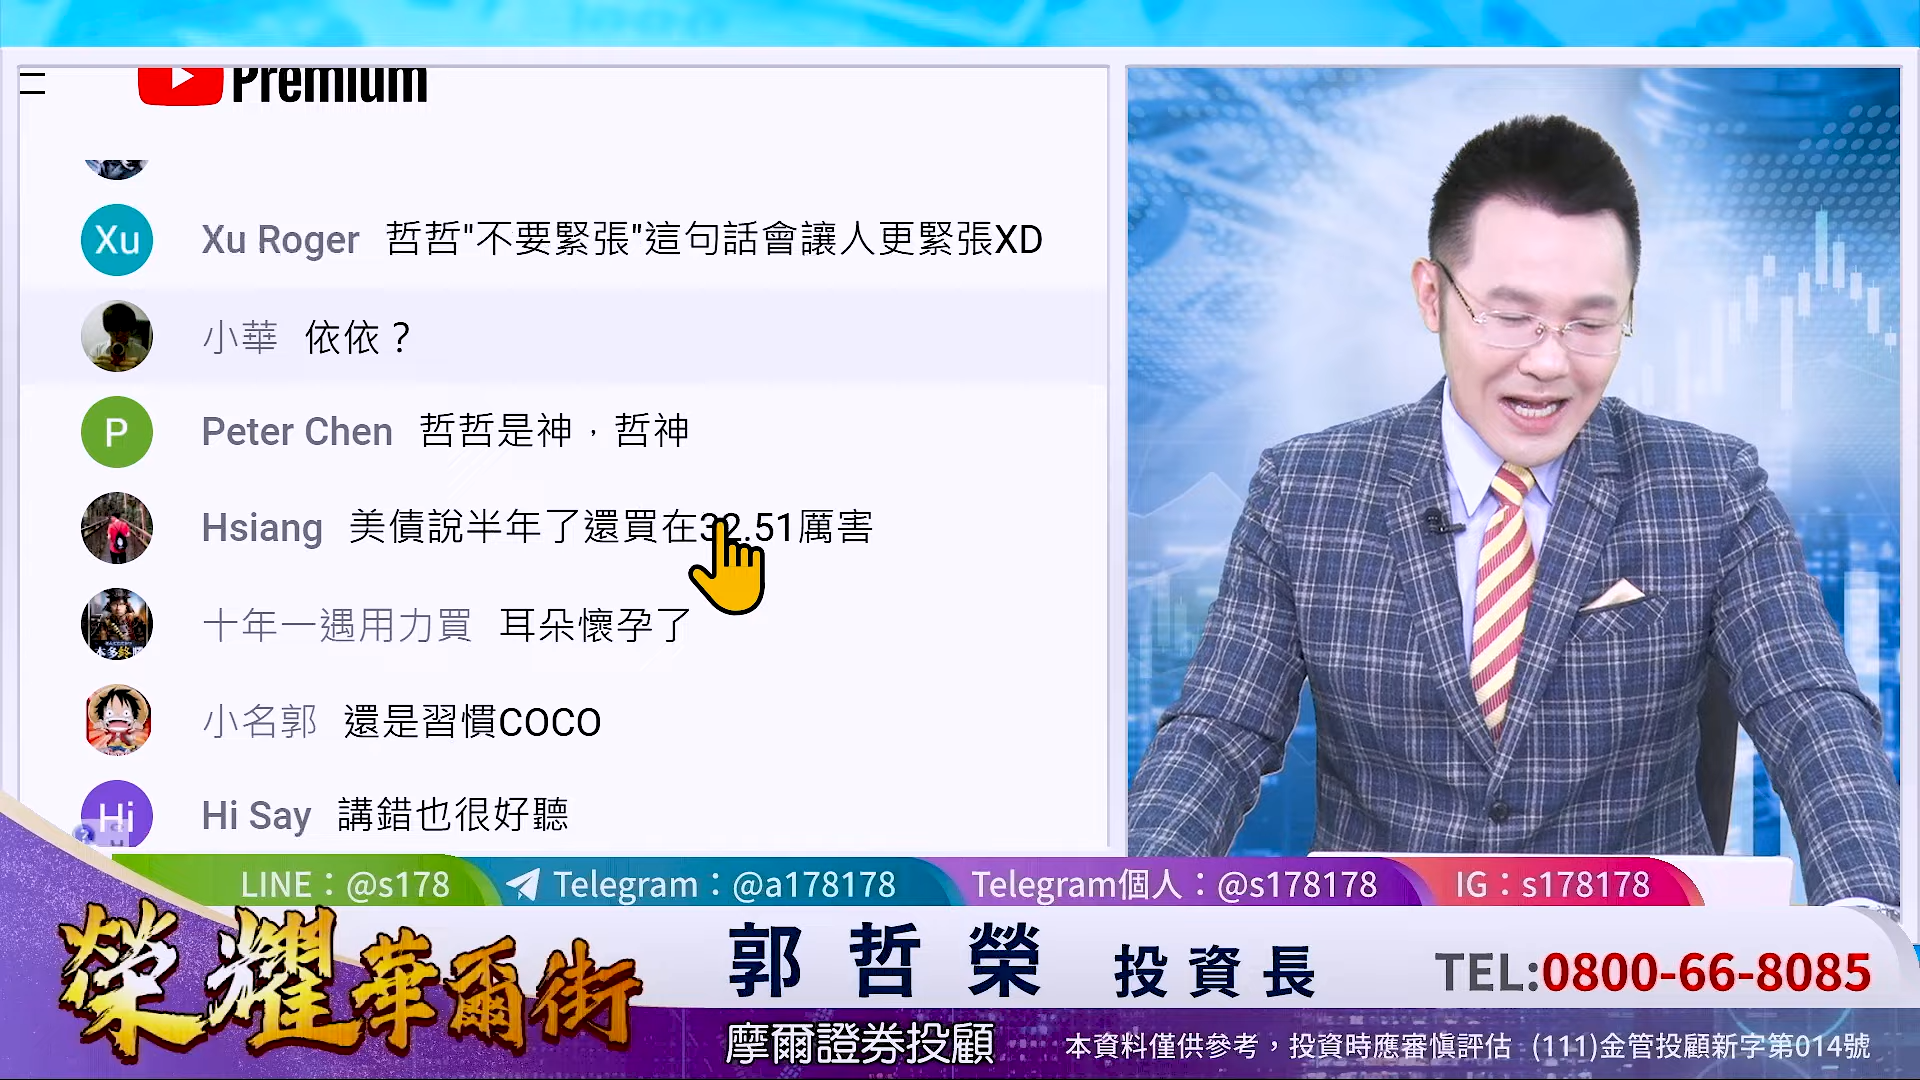 Premium
Xu
Xu Roger 哲哲"不要緊張"這句話會讓人更緊張XD
小華 依依？
P
Peter Chen 哲哲是神，哲神
Hsiang 美債說半年了還買在32.51厲害
十年一遇用力買 耳朵懷孕了
小名郭 還是習慣COCO
Hi
Hi Say 講錯也很好聽
LINE：@s178 Telegram：@a178178 Telegram個人：@s178178 IG：s178178
榮耀華爾街
郭哲榮 投資長
TEL:0800-66-8085
摩爾證券投顧
本資料僅供參考，投資時應審慎評估 (111)金管投顧新字第014號